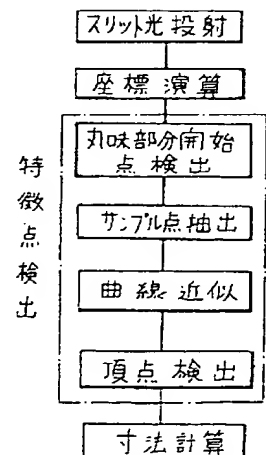 スリット光投射
座標演算
丸味部分開始
点検出
サンプル点抽出
曲線近似
頂点検出
特徴点検出
寸法計算